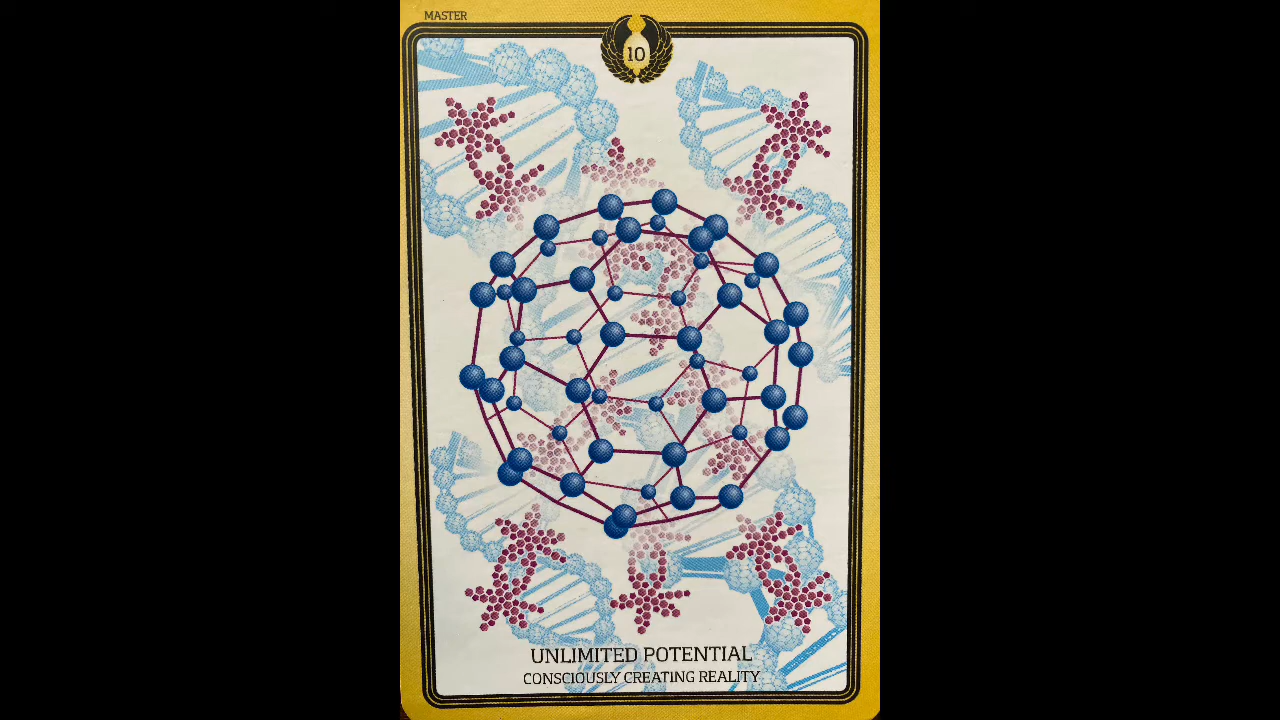 MASTER
10
UNLIMITED POTENTIAL
CONSCIOUSLY CREATING REALITY